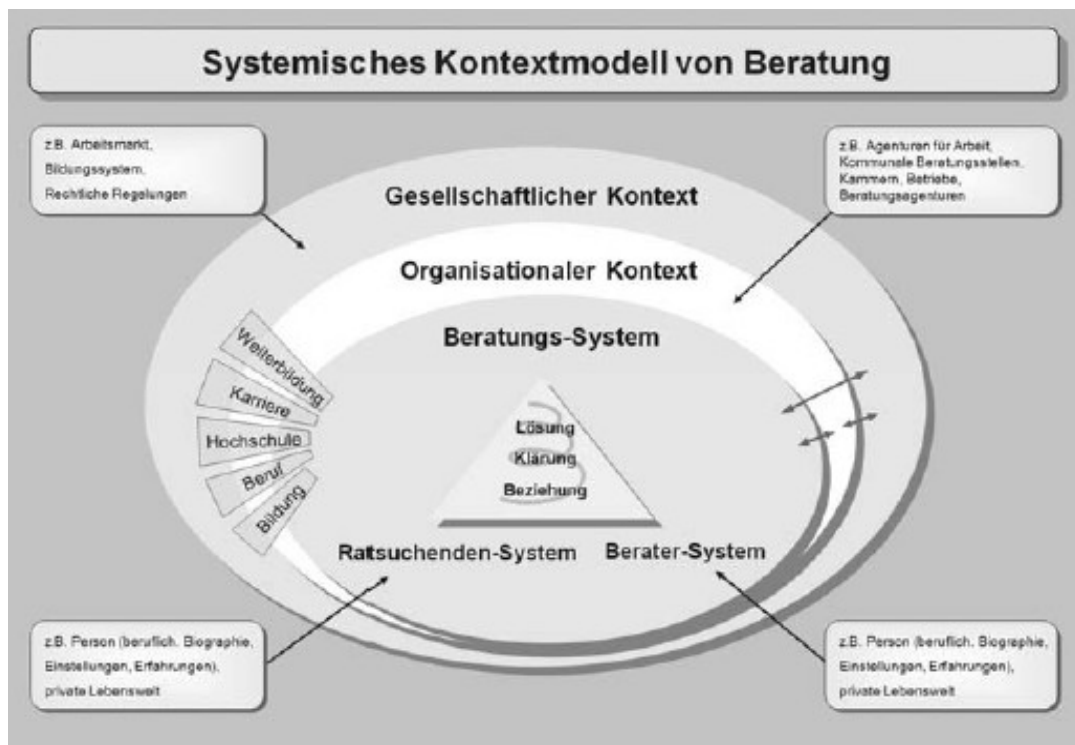 Systemisches Kontextmodell von Beratung
z.B. Arbeitsmarkt,
Bildungssystem,
Rechtliche Regelungen
z.B. Agenturen für Arbeit,
Kommunale Beratungsstellen,
Kammern, Betriebe,
Beratungsagenturen
Gesellschaftlicher Kontext
Organisationaler Kontext
Beratungs-System
Weiterbildung
Karriere
Hochschule
Beruf
Bildung
Lösung
Klärung
Beziehung
Ratsuchenden-System
Berater-System
z.B. Person (beruflich. Biographie,
Einstellungen, Erfahrungen),
private Lebenswelt
z.B. Person (beruflich. Biographie,
Einstellungen, Erfahrungen),
private Lebenswelt